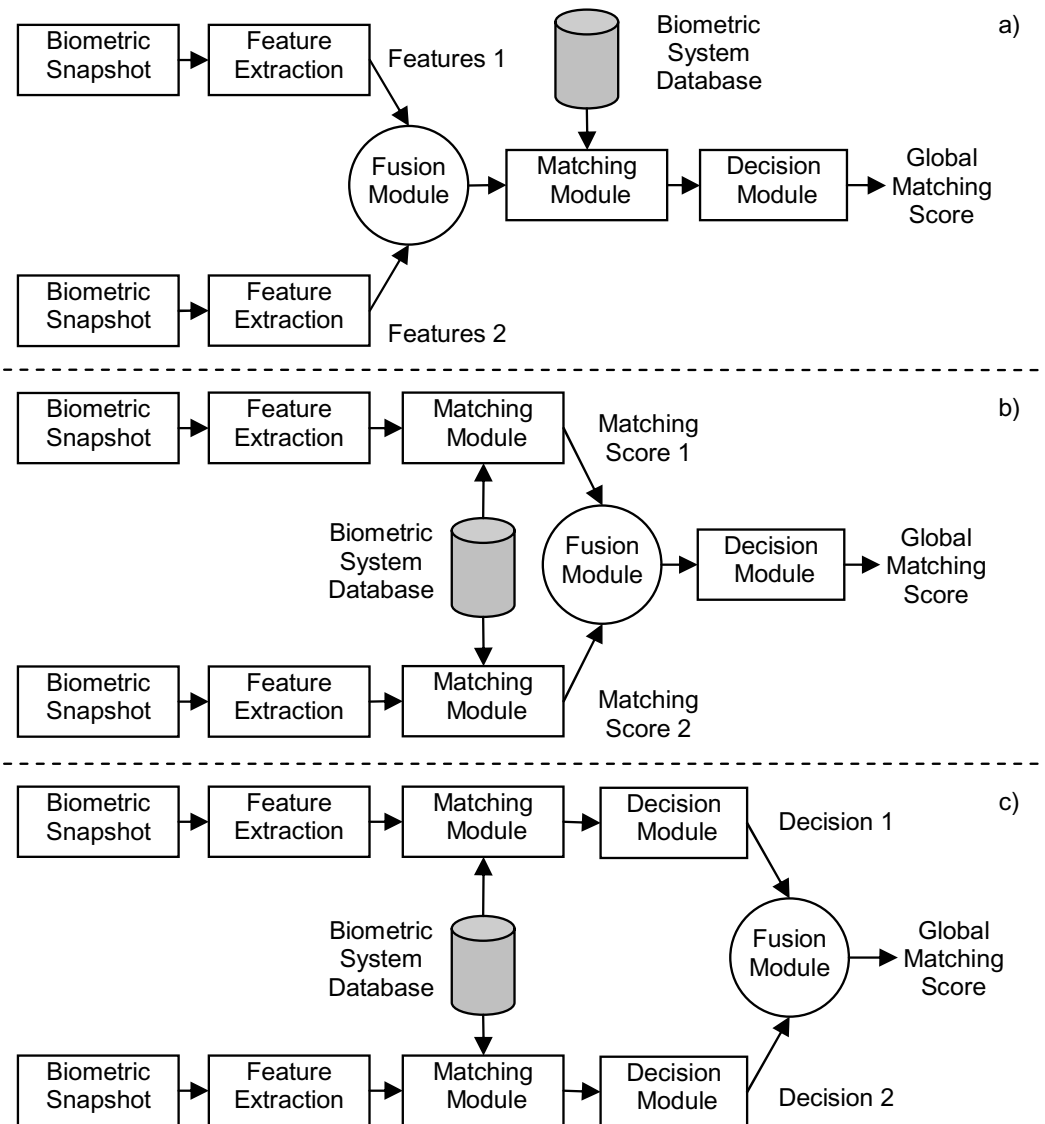 Biometric
Snapshot
Feature
Extraction
Features 1
Biometric
System
Database
a)
Fusion
Module
Matching
Module
Decision
Module
Global
Matching
Score
Biometric
Snapshot
Feature
Extraction
Features 2
Biometric
Snapshot
Feature
Extraction
Matching
Module
Matching
Score 1
b)
Biometric
System
Database
Fusion
Module
Decision
Module
Global
Matching
Score
Biometric
Snapshot
Feature
Extraction
Matching
Module
Matching
Score 2
Biometric
Snapshot
Feature
Extraction
Matching
Module
Decision
Module
Decision 1
c)
Biometric
System
Database
Fusion
Module
Global
Matching
Score
Biometric
Snapshot
Feature
Extraction
Matching
Module
Decision
Module
Decision 2